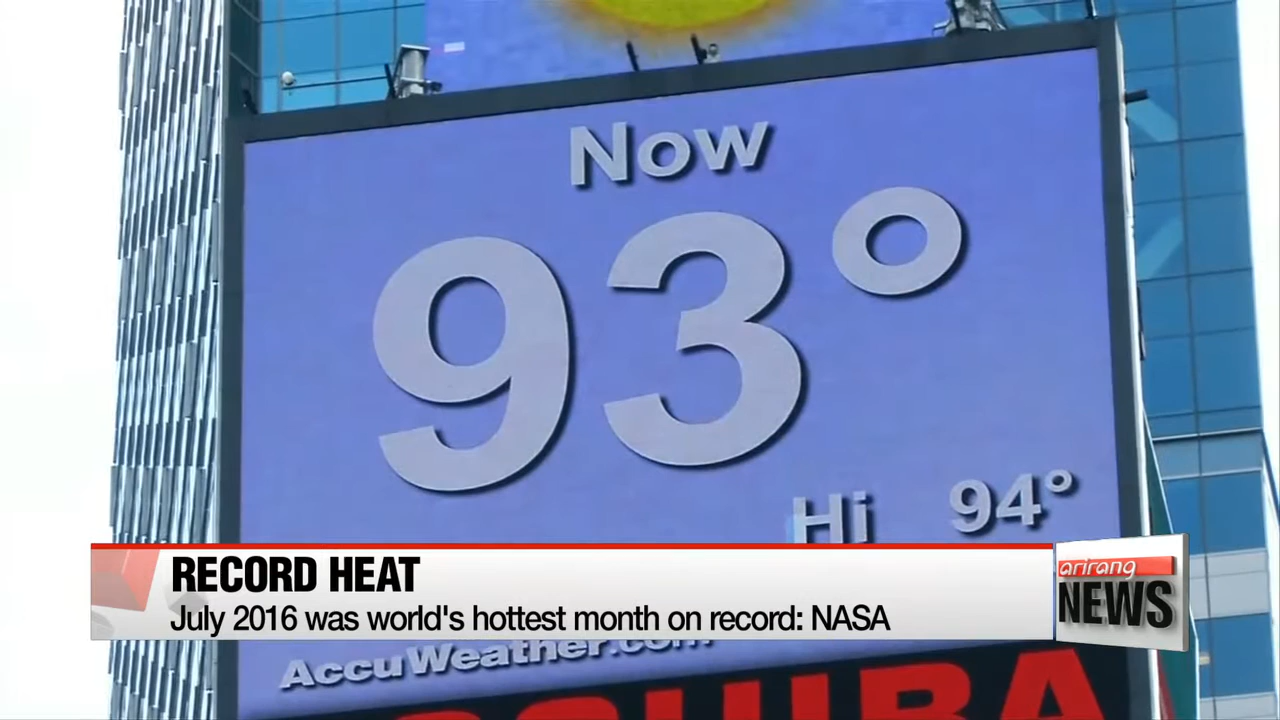 Now
93°
Hi 94°
RECORD HEAT
July 2016 was world's hottest month on record: NASA
arirang
NEWS
AccuWeather.com